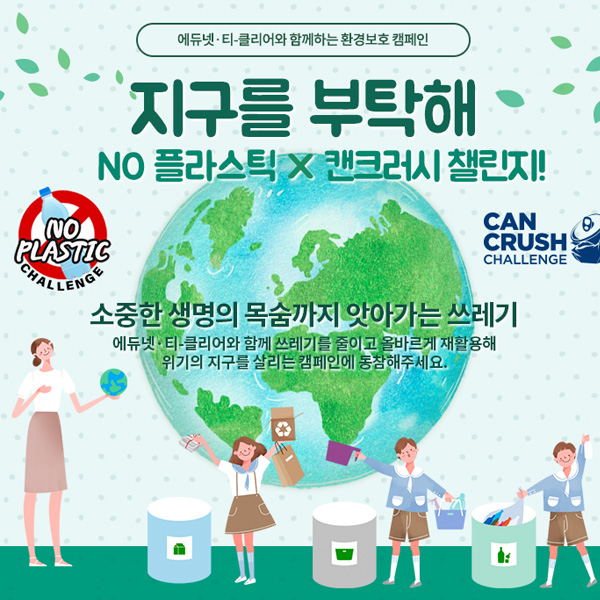 에듀넷·티-클리어와 함께하는 환경보호 캠페인
지구를 부탁해
NO 플라스틱 X 캔크러시 챌린지!
NO
PLASTIC
CHALLENGE
CAN
CRUSH
CHALLENGE
소중한 생명의 목숨까지 앗아가는 쓰레기
에듀넷·티-클리어와 함께 쓰레기를 줄이고 올바르게 재활용해
위기의 지구를 살리는 캠페인에 동참해주세요.